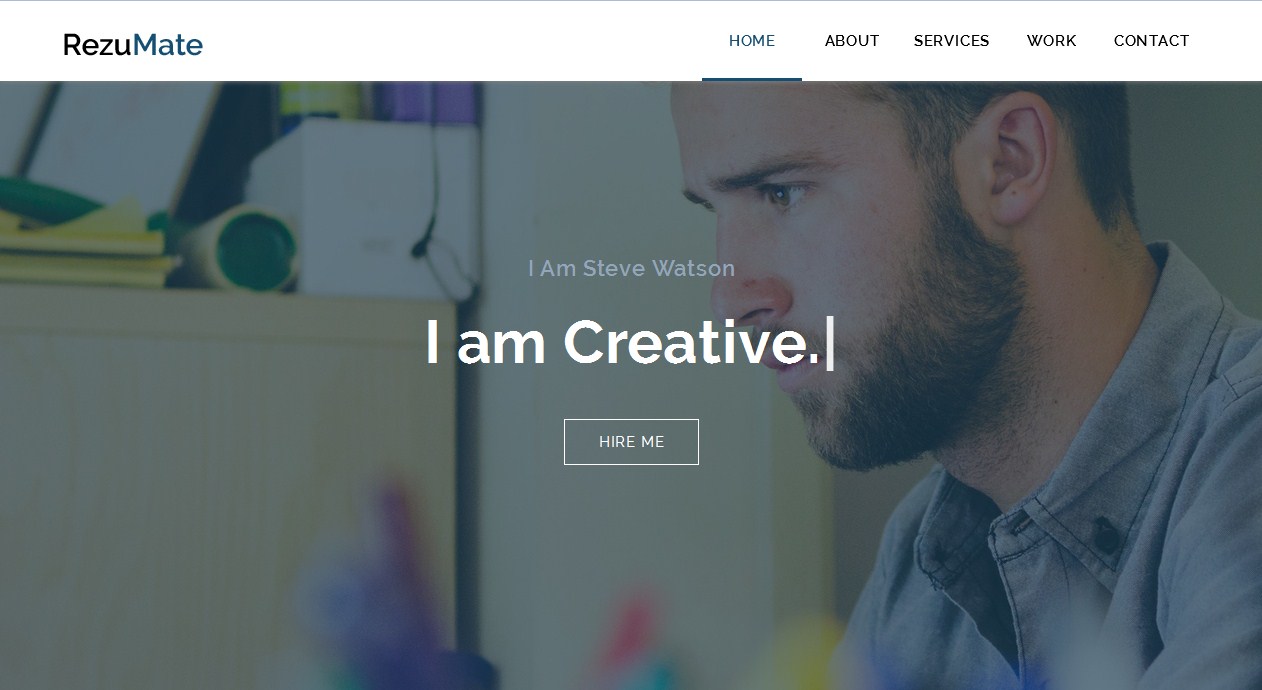 RezuMate
HOME ABOUT SERVICES WORK CONTACT
I Am Steve Watson
I am Creative.|
HIRE ME